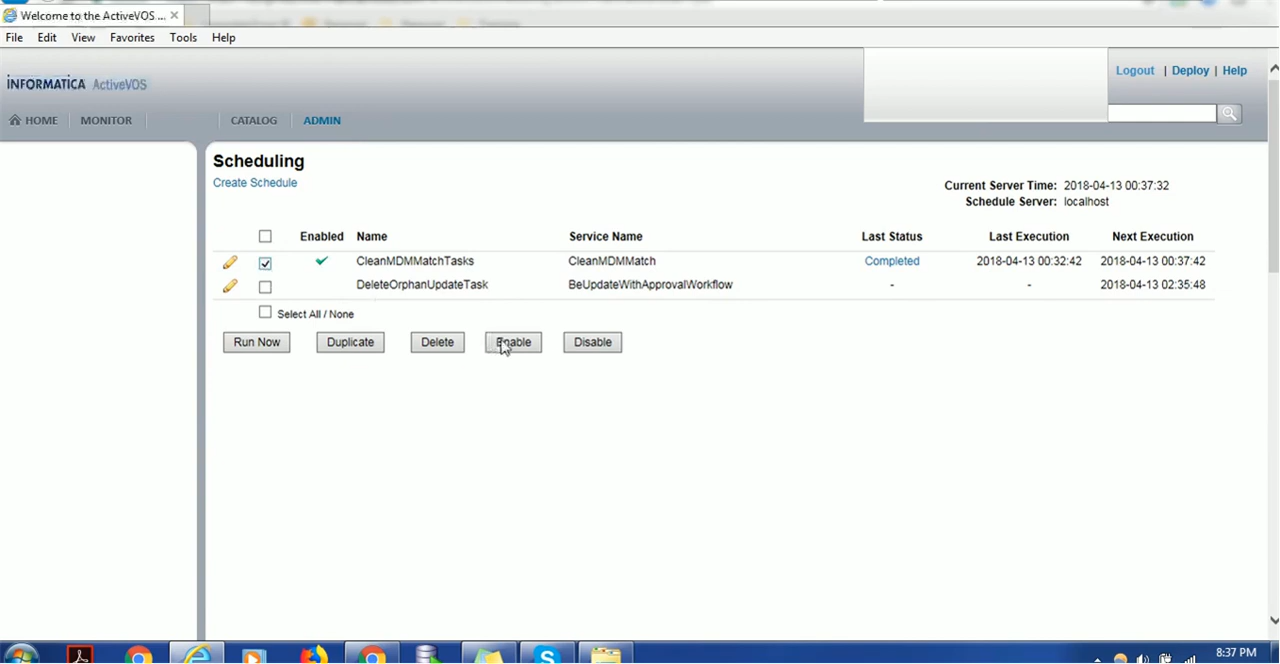 Welcome to the ActiveVOS ...
File Edit View Favorites Tools Help
INFORMATICA ActiveVOS
Logout | Deploy | Help
HOME MONITOR CATALOG ADMIN
Scheduling
Create Schedule
Current Server Time: 2018-04-13 00:37:32
Schedule Server: localhost
Enabled Name Service Name Last Status Last Execution Next Execution
CleanMDMMatchTasks CleanMDMMatch Completed 2018-04-13 00:32:42 2018-04-13 00:37:42
DeleteOrphanUpdateTask BeUpdateWithApprovalWorkflow - - 2018-04-13 02:35:48
Select All / None
Run Now Duplicate Delete Enable Disable
8:37 PM